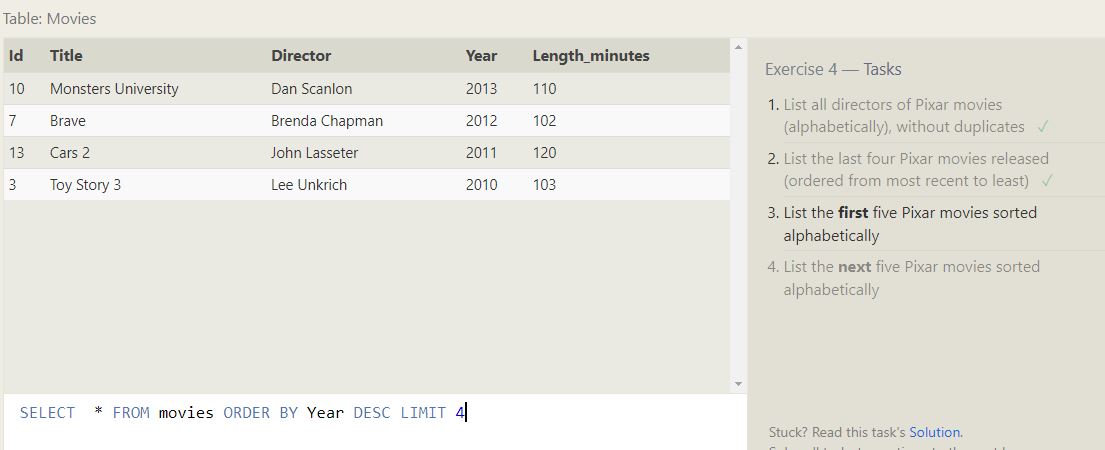 Table: Movies
Id Title Director Year Length_minutes
10 Monsters University Dan Scanlon 2013 110
7 Brave Brenda Chapman 2012 102
13 Cars 2 John Lasseter 2011 120
3 Toy Story 3 Lee Unkrich 2010 103
SELECT  * FROM movies ORDER BY Year DESC LIMIT 4
Exercise 4 — Tasks
1. List all directors of Pixar movies
(alphabetically), without duplicates ✓
2. List the last four Pixar movies released
(ordered from most recent to least) ✓
3. List the first five Pixar movies sorted
alphabetically
4. List the next five Pixar movies sorted
alphabetically
Stuck? Read this task's Solution.